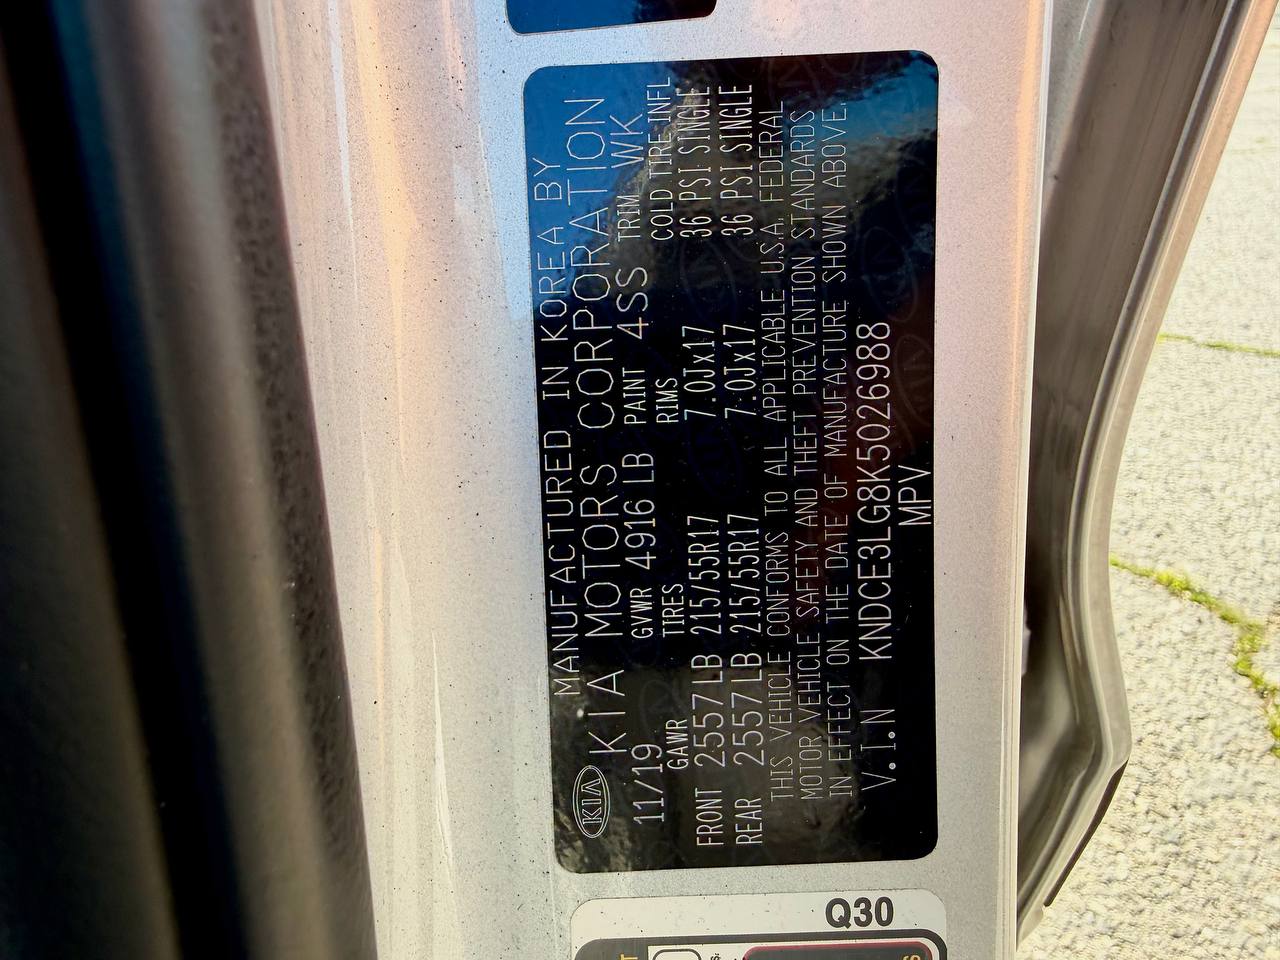 MANUFACTURED IN KOREA BY
KIA KIA MOTORS CORPORATION
11/19 GVWR 4916 LB PAINT 4SS TRIM WK
GAWR TIRES RIMS COLD TIRE INFL
FRONT 2557 LB 215/55R17 7.0Jx17 36 PSI SINGLE
REAR 2557 LB 215/55R17 7.0Jx17 36 PSI SINGLE
THIS VEHICLE CONFORMS TO ALL APPLICABLE U.S.A. FEDERAL
MOTOR VEHICLE SAFETY AND THEFT PREVENTION STANDARDS
IN EFFECT ON THE DATE OF MANUFACTURE SHOWN ABOVE.
V.I.N KNDCE3LG8K5026988
MPV
Q30